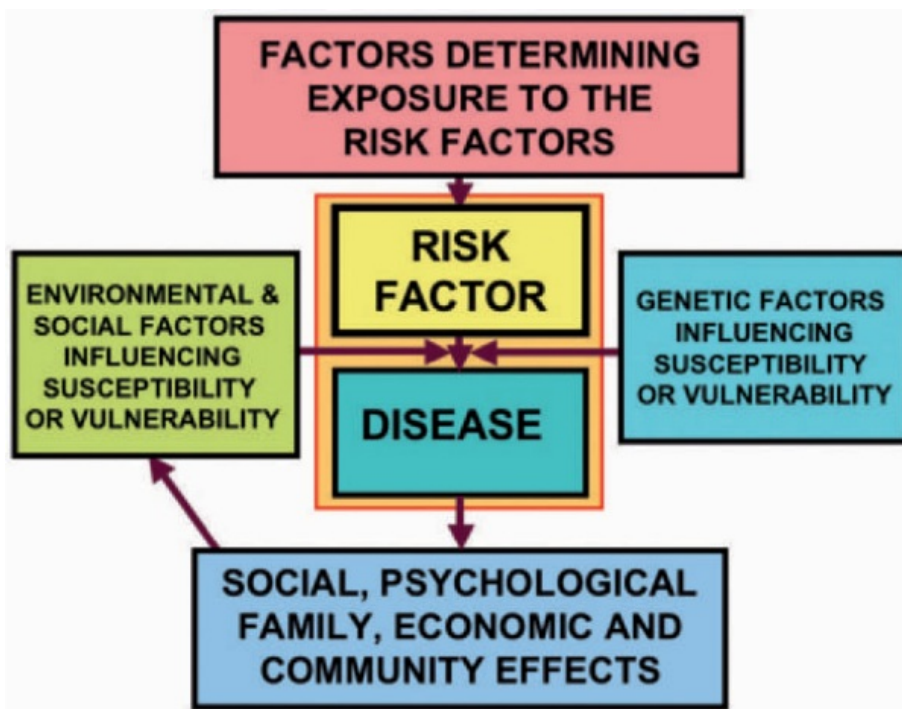 FACTORS DETERMINING
EXPOSURE TO THE
RISK FACTORS
RISK
FACTOR
ENVIRONMENTAL &
SOCIAL FACTORS
INFLUENCING
SUSCEPTIBILITY
OR VULNERABILITY
GENETIC FACTORS
INFLUENCING
SUSCEPTIBILITY
OR VULNERABILITY
DISEASE
SOCIAL, PSYCHOLOGICAL
FAMILY, ECONOMIC AND
COMMUNITY EFFECTS